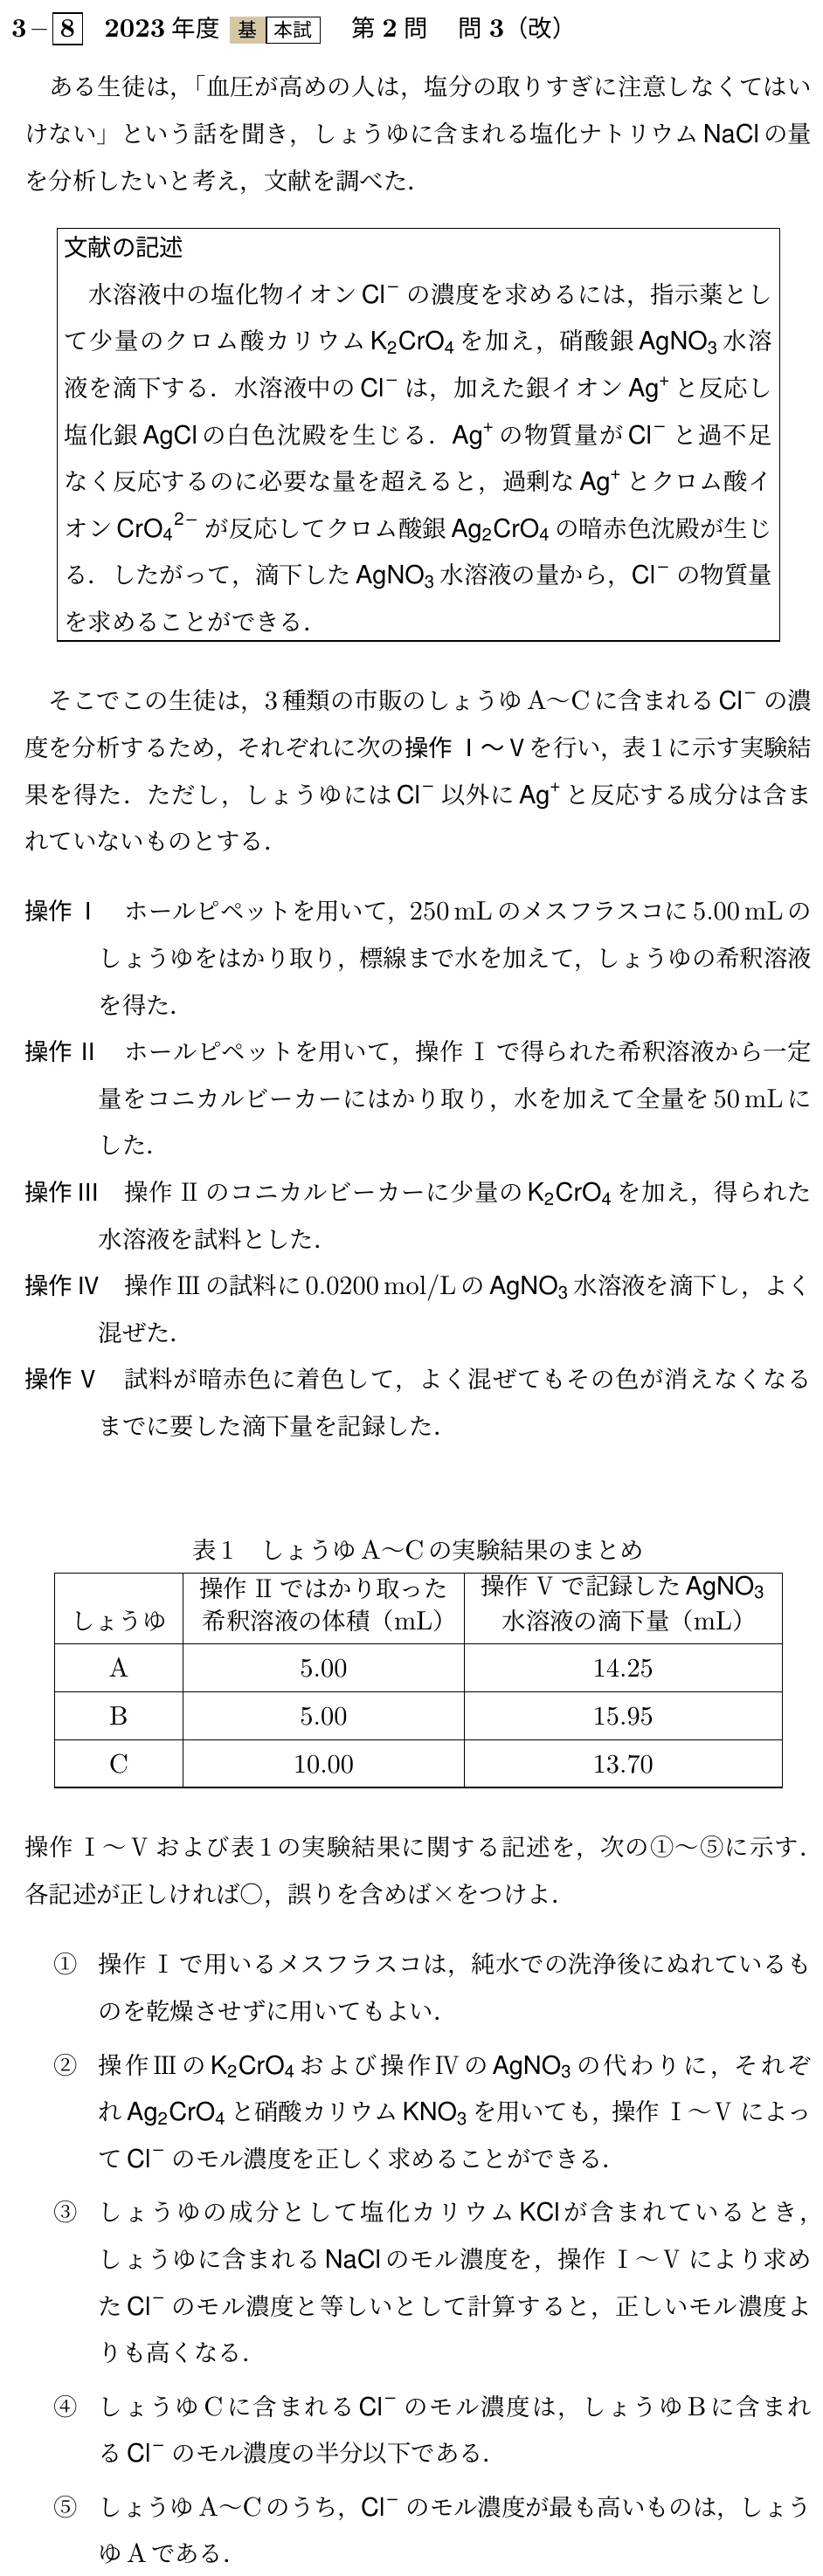 3－8 2023年度 基 本試 第2問 問3（改）
ある生徒は，「血圧が高めの人は，塩分の取りすぎに注意しなくてはい
けない」という話を聞き，しょうゆに含まれる塩化ナトリウムNaClの量
を分析したいと考え，文献を調べた．
文献の記述
水溶液中の塩化物イオンCl⁻の濃度を求めるには，指示薬とし
て少量のクロム酸カリウムK₂CrO₄を加え，硝酸銀AgNO₃水溶
液を滴下する．水溶液中のCl⁻は，加えた銀イオンAg⁺と反応し
塩化銀AgClの白色沈殿を生じる．Ag⁺の物質量がCl⁻と過不足
なく反応するのに必要な量を超えると，過剰なAg⁺とクロム酸イ
オンCrO₄²⁻が反応してクロム酸銀Ag₂CrO₄の暗赤色沈殿が生じ
る．したがって，滴下したAgNO₃水溶液の量から，Cl⁻の物質量
を求めることができる．
そこでこの生徒は，3種類の市販のしょうゆA～Cに含まれるCl⁻の濃
度を分析するため，それぞれに次の操作 Ⅰ～Ⅴを行い，表1に示す実験結
果を得た．ただし，しょうゆにはCl⁻以外にAg⁺と反応する成分は含ま
れていないものとする．
操作 Ⅰ ホールピペットを用いて，250 mLのメスフラスコに5.00 mLの
しょうゆをはかり取り，標線まで水を加えて，しょうゆの希釈溶液
を得た．
操作 Ⅱ ホールピペットを用いて，操作 Ⅰ で得られた希釈溶液から一定
量をコニカルビーカーにはかり取り，水を加えて全量を50 mLに
した．
操作Ⅲ 操作 Ⅱ のコニカルビーカーに少量のK₂CrO₄を加え，得られた
水溶液を試料とした．
操作Ⅳ 操作Ⅲの試料に0.0200 mol/LのAgNO₃水溶液を滴下し，よく
混ぜた．
操作 Ⅴ 試料が暗赤色に着色して，よく混ぜてもその色が消えなくなる
までに要した滴下量を記録した．
表1 しょうゆA～Cの実験結果のまとめ
しょうゆ 操作 Ⅱ ではかり取った 操作 Ⅴ で記録したAgNO₃
希釈溶液の体積（mL） 水溶液の滴下量（mL）
A 5.00 14.25
B 5.00 15.95
C 10.00 13.70
操作 Ⅰ～Ⅴ および表1の実験結果に関する記述を，次の①～⑤に示す．
各記述が正しければ○，誤りを含めば×をつけよ．
① 操作 Ⅰ で用いるメスフラスコは，純水での洗浄後にぬれているも
のを乾燥させずに用いてもよい．
② 操作ⅢのK₂CrO₄および操作ⅣのAgNO₃の代わりに，それぞ
れAg₂CrO₄と硝酸カリウムKNO₃を用いても，操作 Ⅰ～Ⅴ によっ
てCl⁻のモル濃度を正しく求めることができる．
③ しょうゆの成分として塩化カリウムKClが含まれているとき，
しょうゆに含まれるNaClのモル濃度を，操作 Ⅰ～Ⅴ により求め
たCl⁻のモル濃度と等しいとして計算すると，正しいモル濃度よ
りも高くなる．
④ しょうゆCに含まれるCl⁻のモル濃度は，しょうゆBに含まれ
るCl⁻のモル濃度の半分以下である．
⑤ しょうゆA～Cのうち，Cl⁻のモル濃度が最も高いものは，しょう
ゆAである．